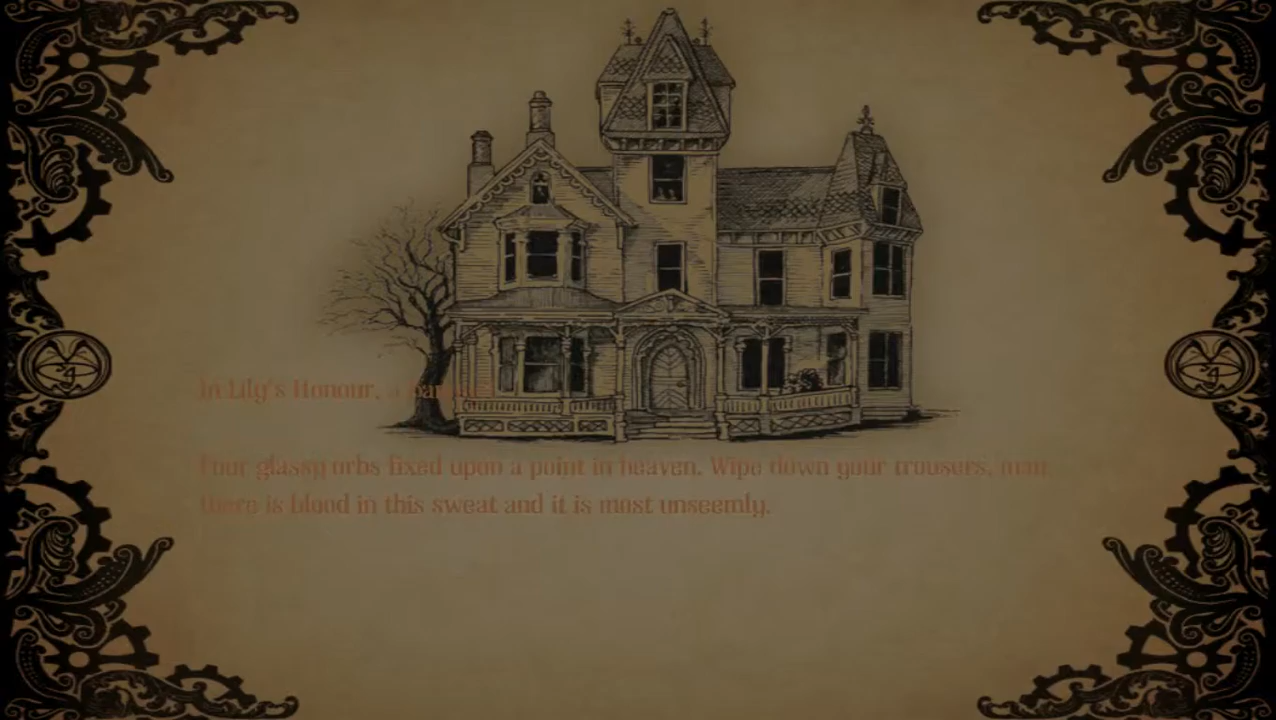 In Lily's Honour, a
Four glassy orbs fixed upon a point in heaven. Wipe down your trousers, man,
there is blood in this sweat and it is most unseemly.